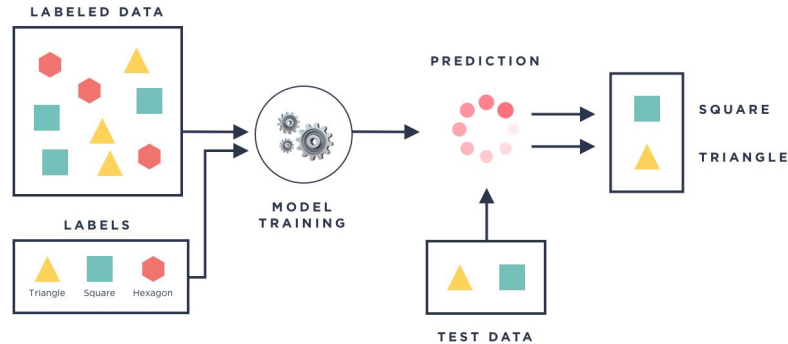 LABELED DATA
PREDICTION
SQUARE
TRIANGLE
MODEL
TRAINING
LABELS
Triangle Square Hexagon
TEST DATA